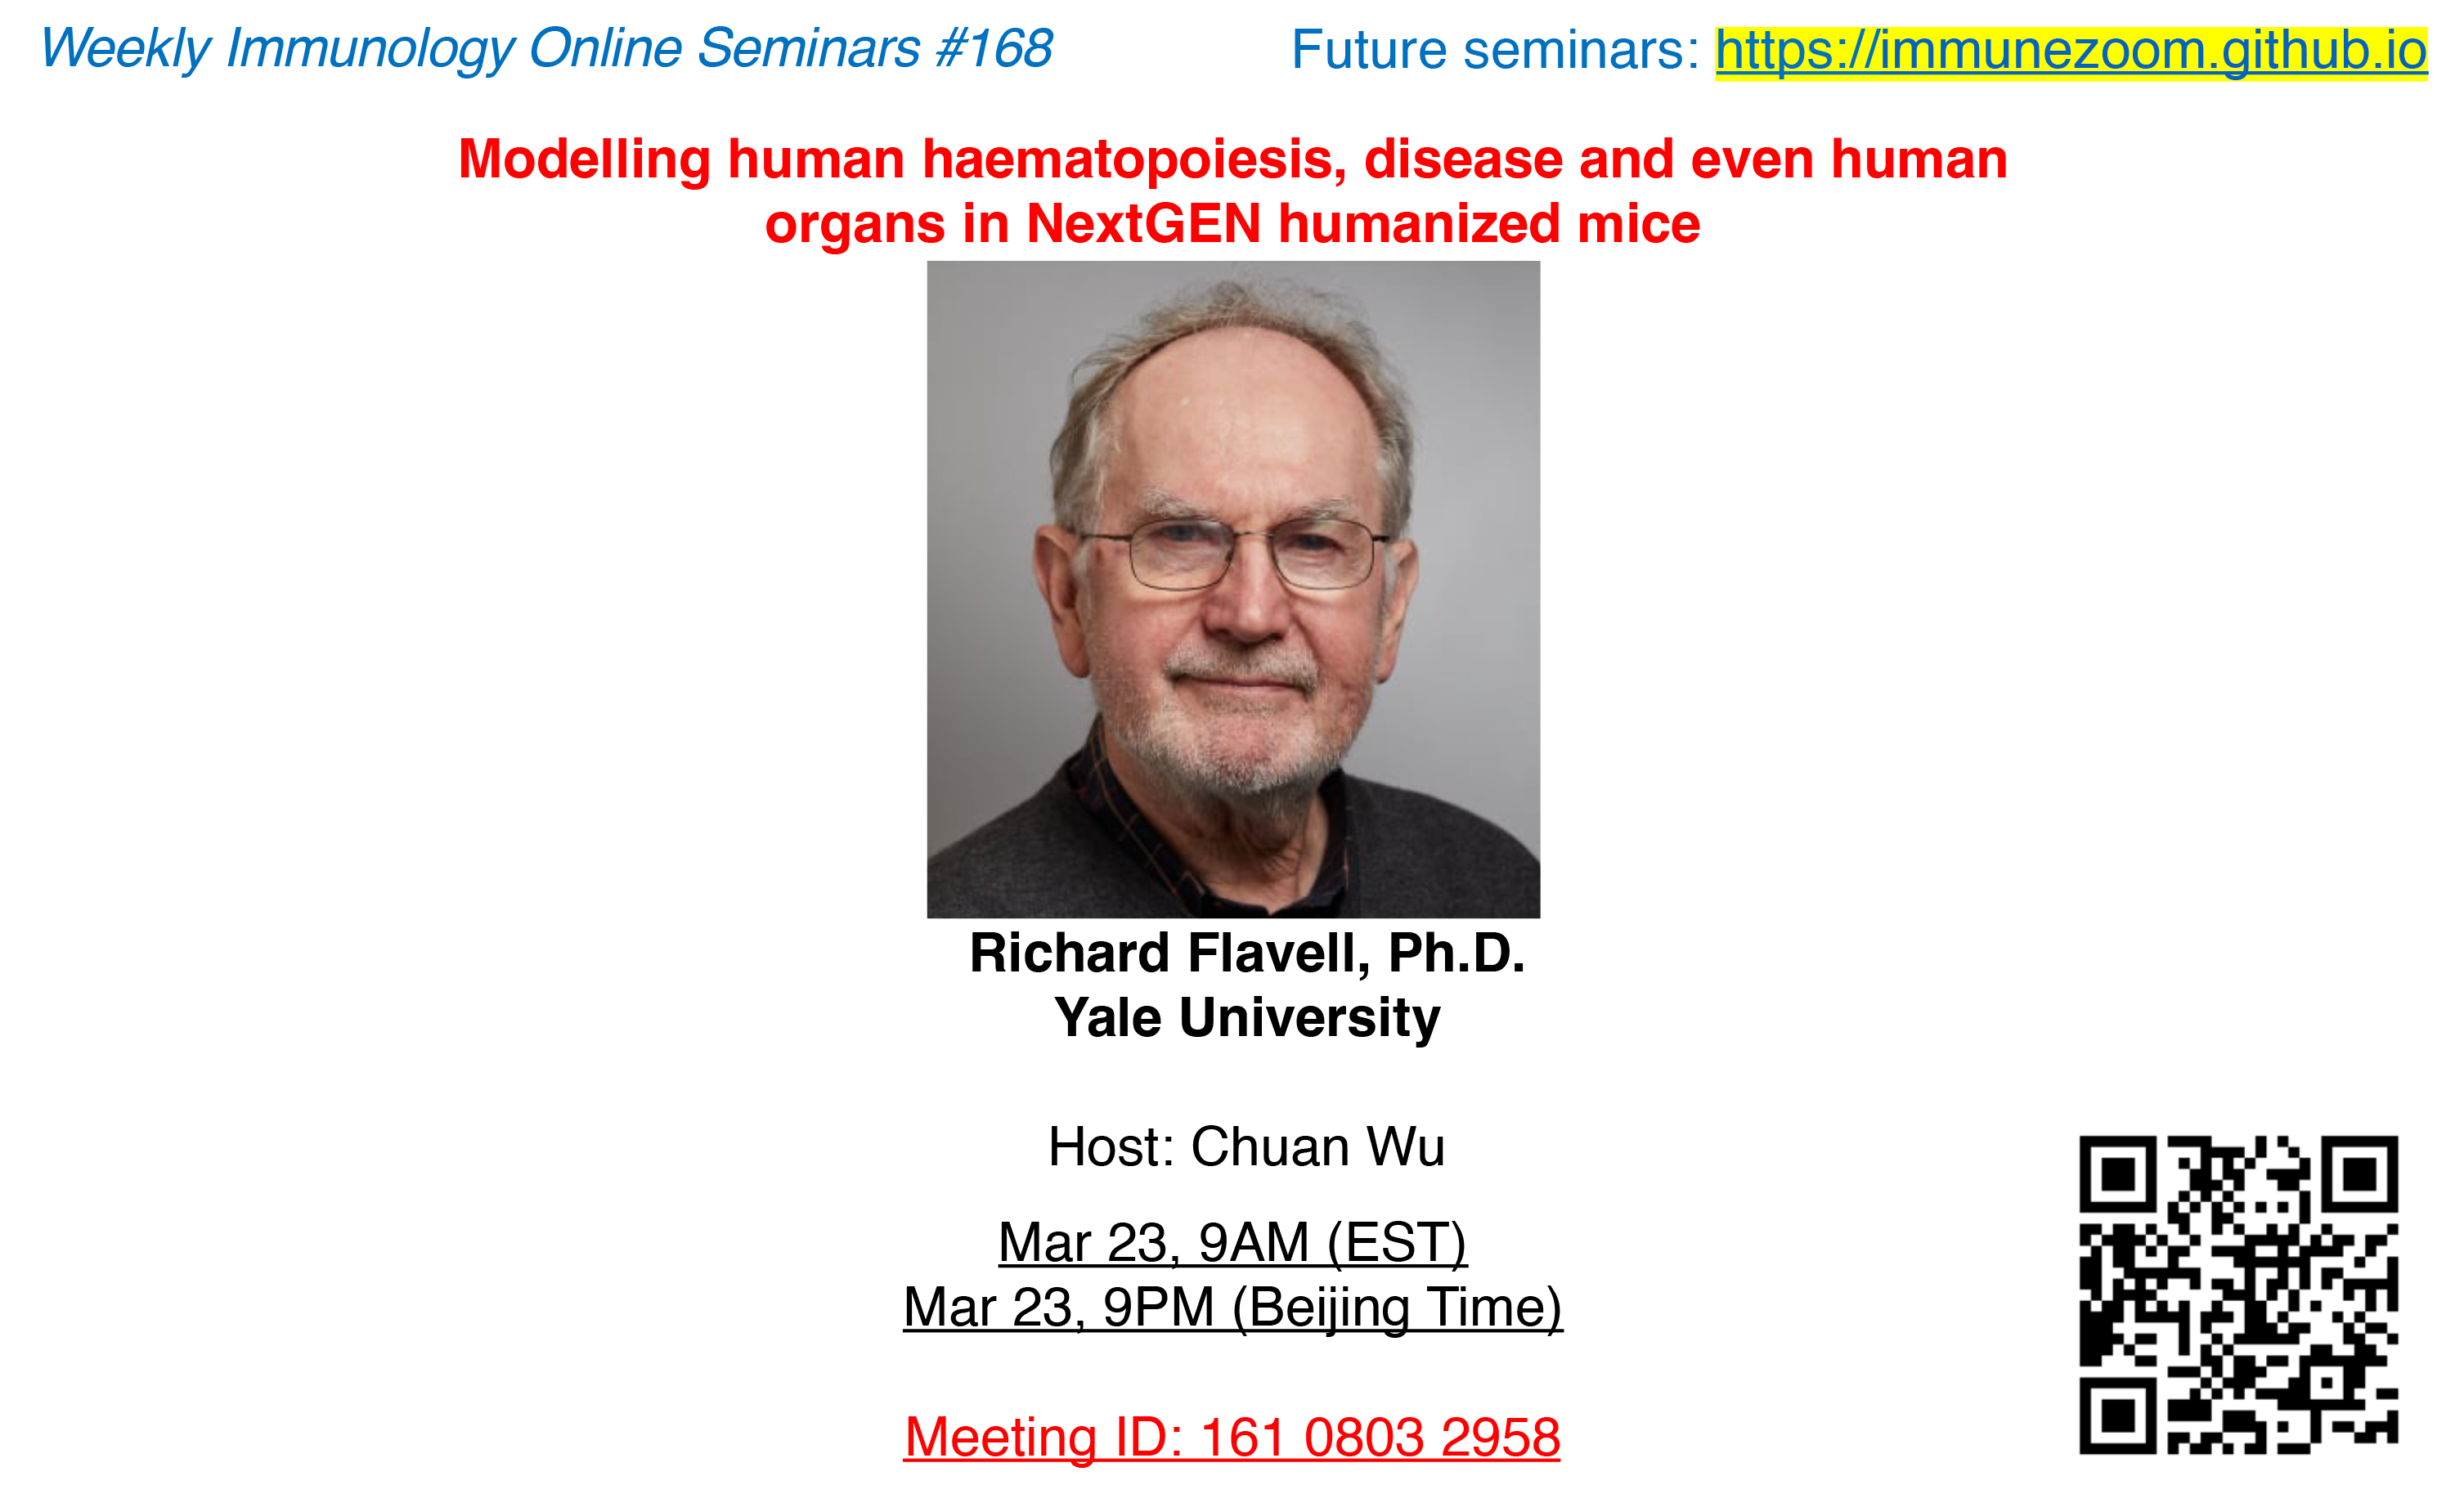 Weekly Immunology Online Seminars #168
Future seminars: https://immunezoom.github.io
Modelling human haematopoiesis, disease and even human
organs in NextGEN humanized mice
Richard Flavell, Ph.D.
Yale University
Host: Chuan Wu
Mar 23, 9AM (EST)
Mar 23, 9PM (Beijing Time)
Meeting ID: 161 0803 2958